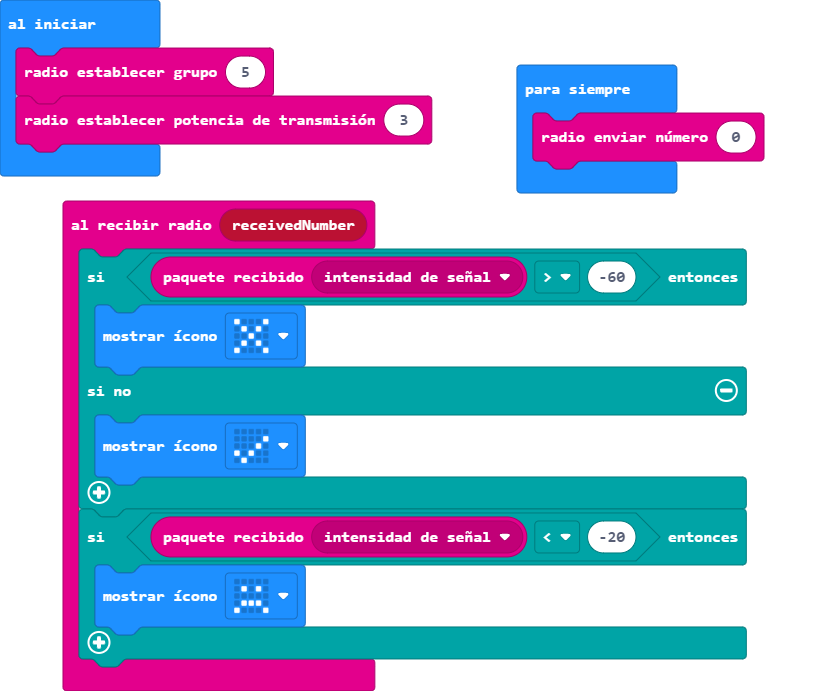 al iniciar
radio establecer grupo 5
radio establecer potencia de transmisión 3
para siempre
radio enviar número 0
al recibir radio receivedNumber
si paquete recibido intensidad de señal > -60 entonces
mostrar ícono
si no
mostrar ícono
si paquete recibido intensidad de señal < -20 entonces
mostrar ícono